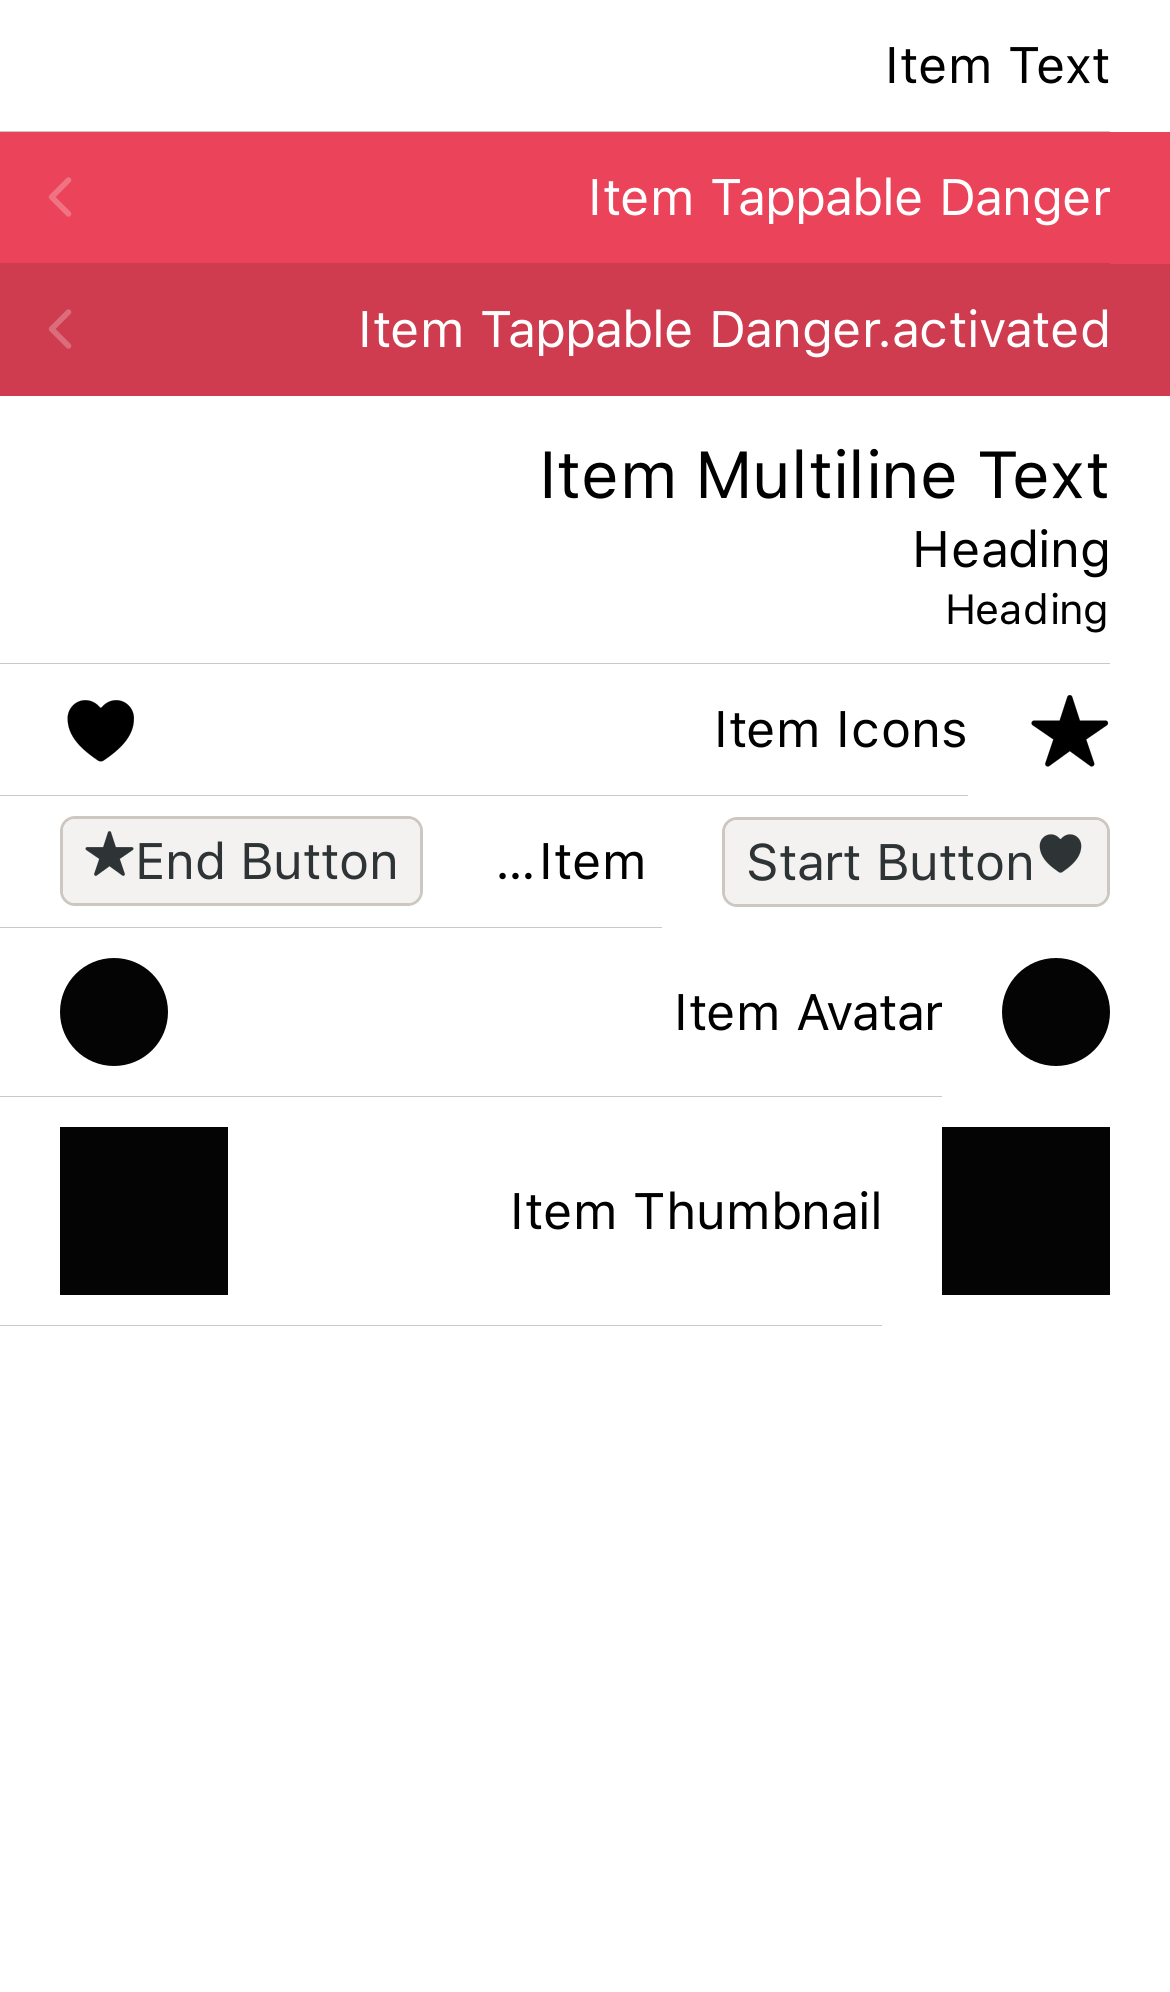 Item Text
Item Tappable Danger
Item Tappable Danger.activated
Item Multiline Text
Heading
Heading
Item Icons
End Button ...Item Start Button
Item Avatar
Item Thumbnail